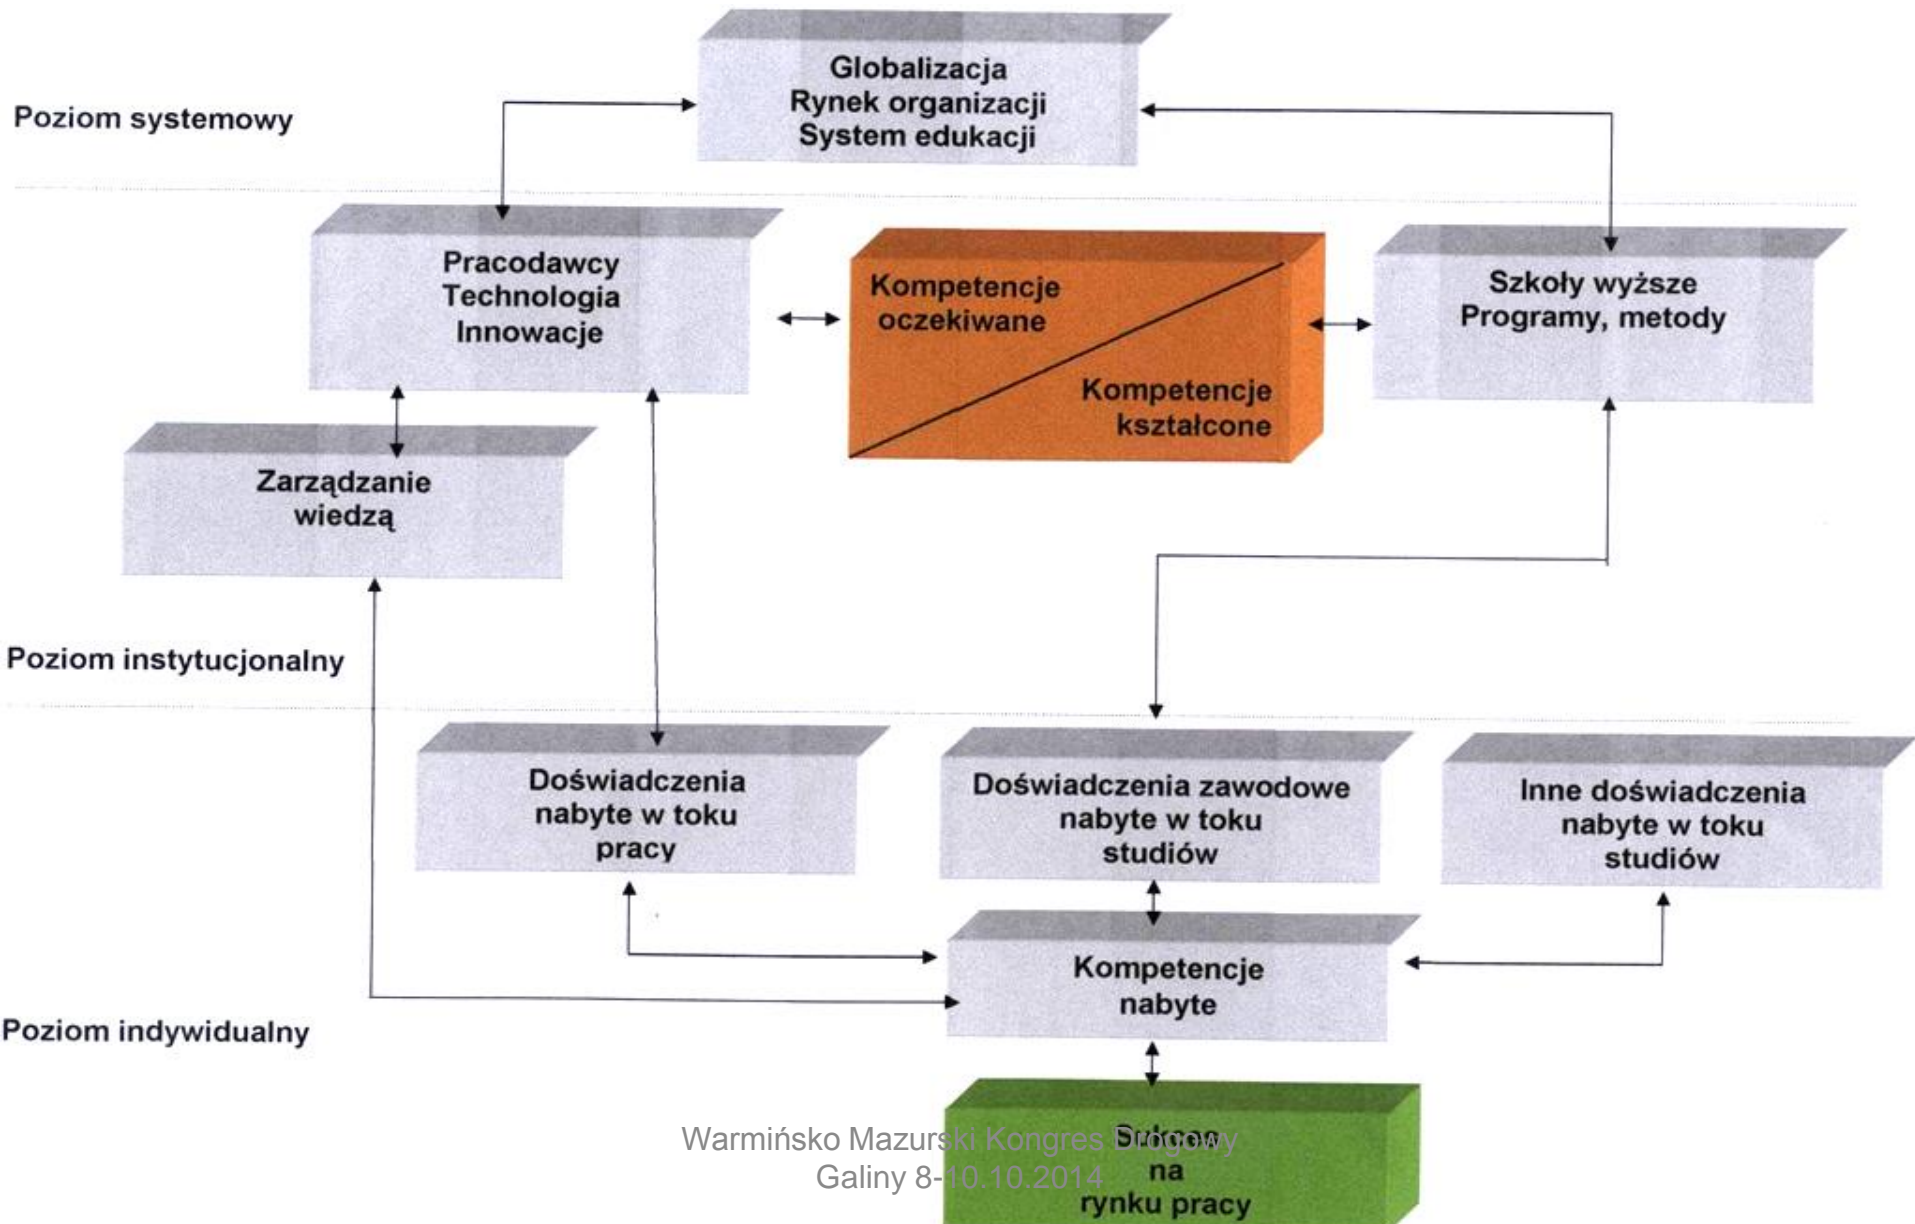 Globalizacja
Rynek organizacji
System edukacji
Poziom systemowy
Pracodawcy
Technologia
Innowacje
Kompetencje
oczekiwane
Kompetencje
kształcone
Szkoły wyższe
Programy, metody
Zarządzanie
wiedzą
Poziom instytucjonalny
Doświadczenia
nabyte w toku
pracy
Doświadczenia zawodowe
nabyte w toku
studiów
Inne doświadczenia
nabyte w toku
studiów
Kompetencje
nabyte
Poziom indywidualny
Warmińsko Mazurski Kongres Drogowy
Galiny 8-10.10.2014
Sukces
na
rynku pracy